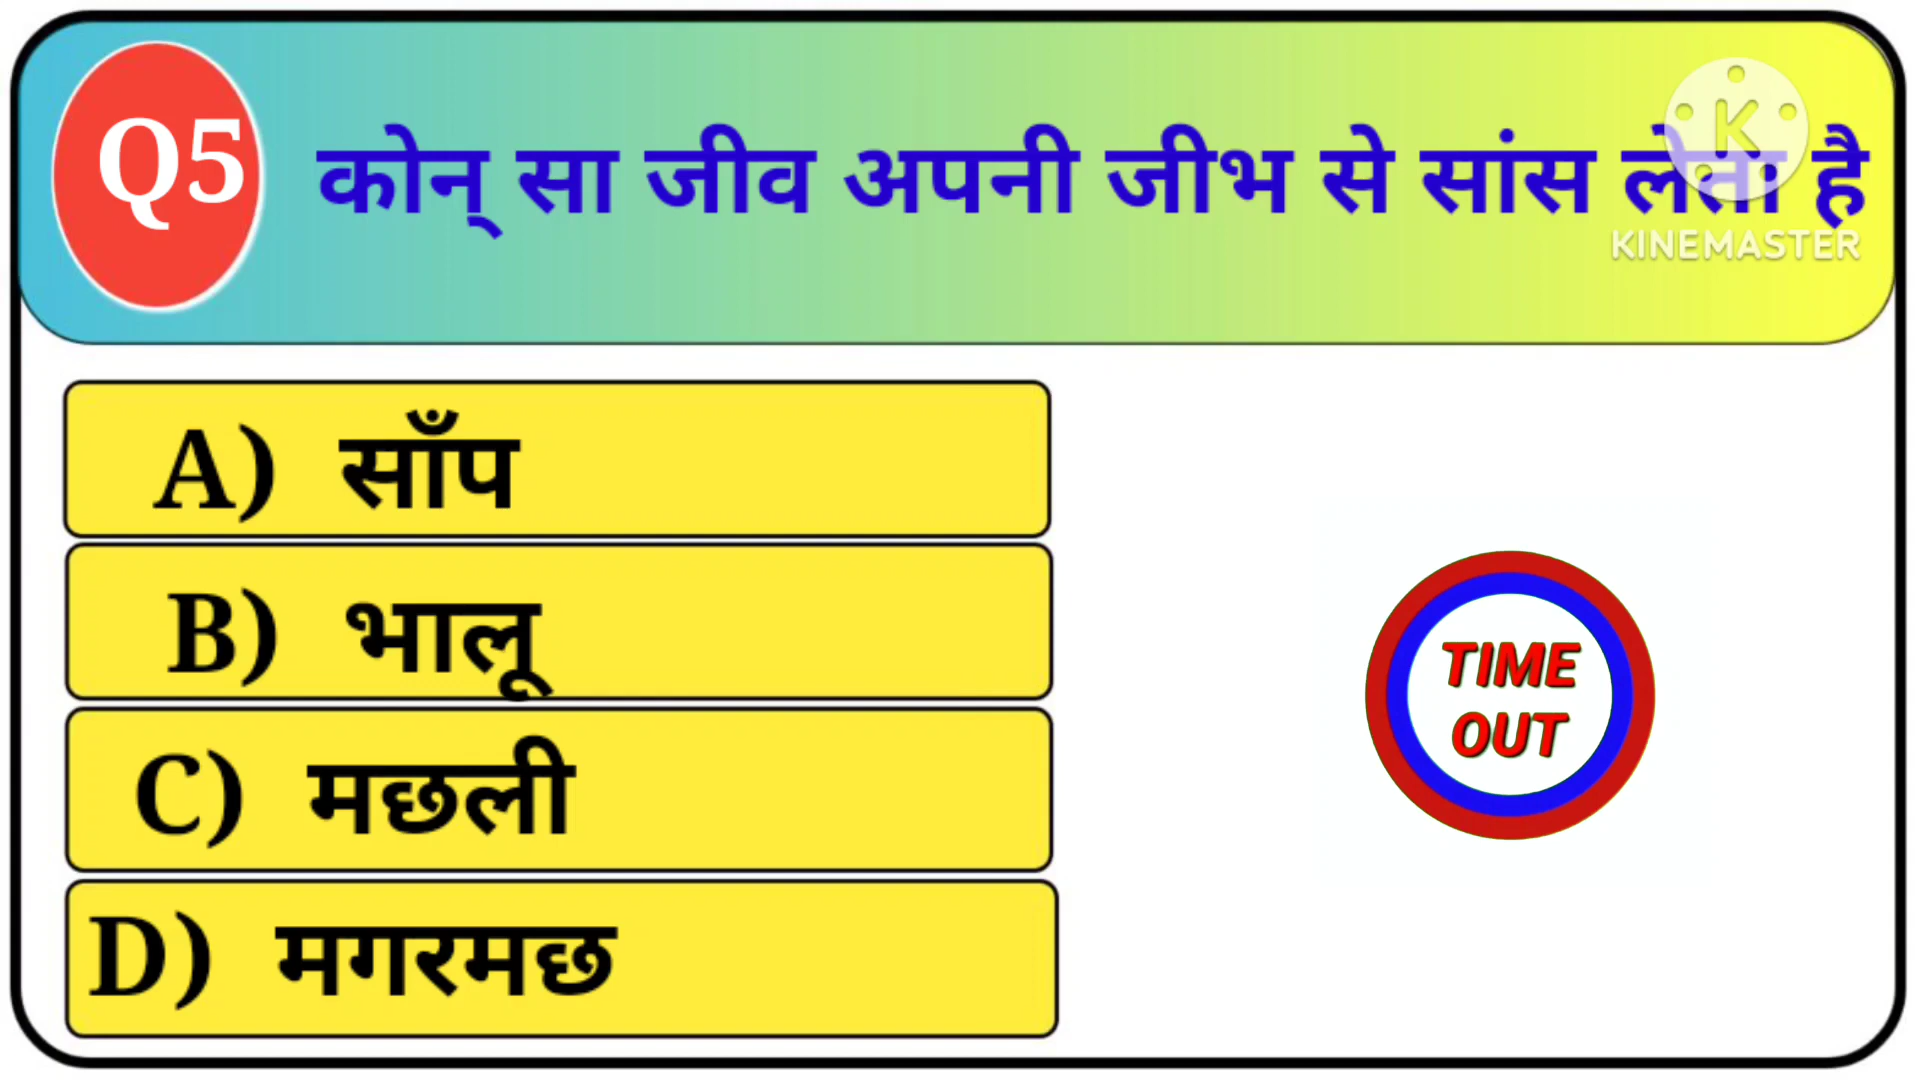 Q5 कोन् सा जीव अपनी जीभ से सांस लेता है
KINEMASTER
A) साँप
B) भालू
C) मछली
D) मगरमछ
TIME
OUT